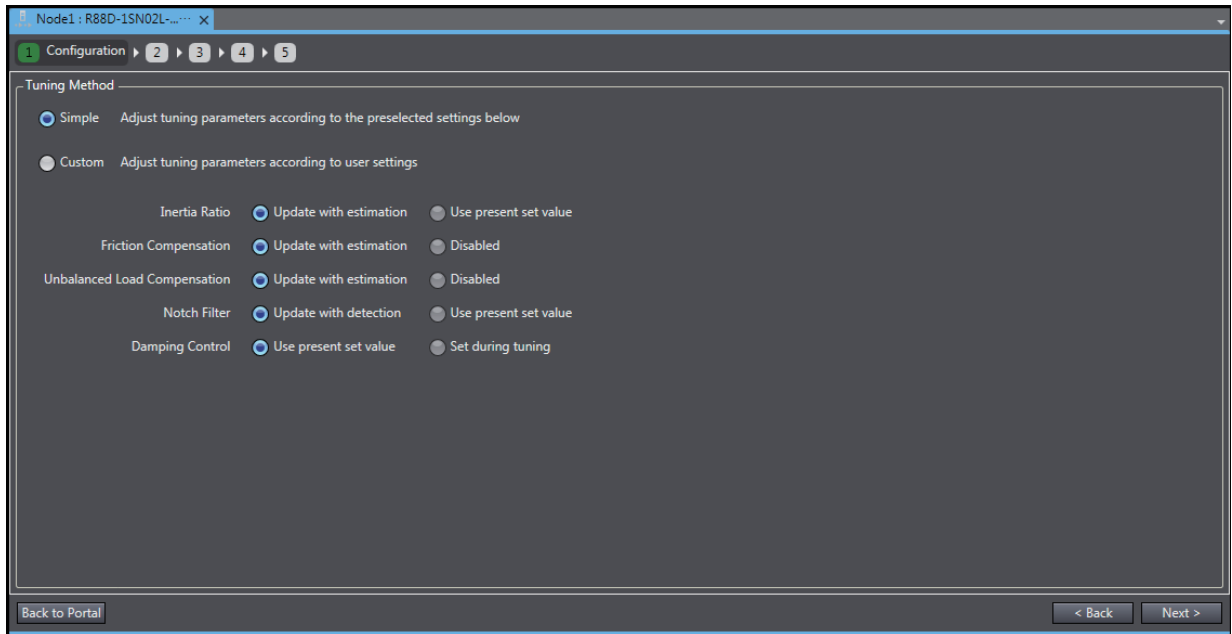 Node1 : R88D-1SN02L-...··· ×
1 Configuration 2 3 4 5
Tuning Method
Simple Adjust tuning parameters according to the preselected settings below
Custom Adjust tuning parameters according to user settings
Inertia Ratio Update with estimation Use present set value
Friction Compensation Update with estimation Disabled
Unbalanced Load Compensation Update with estimation Disabled
Notch Filter Update with detection Use present set value
Damping Control Use present set value Set during tuning
Back to Portal < Back Next >